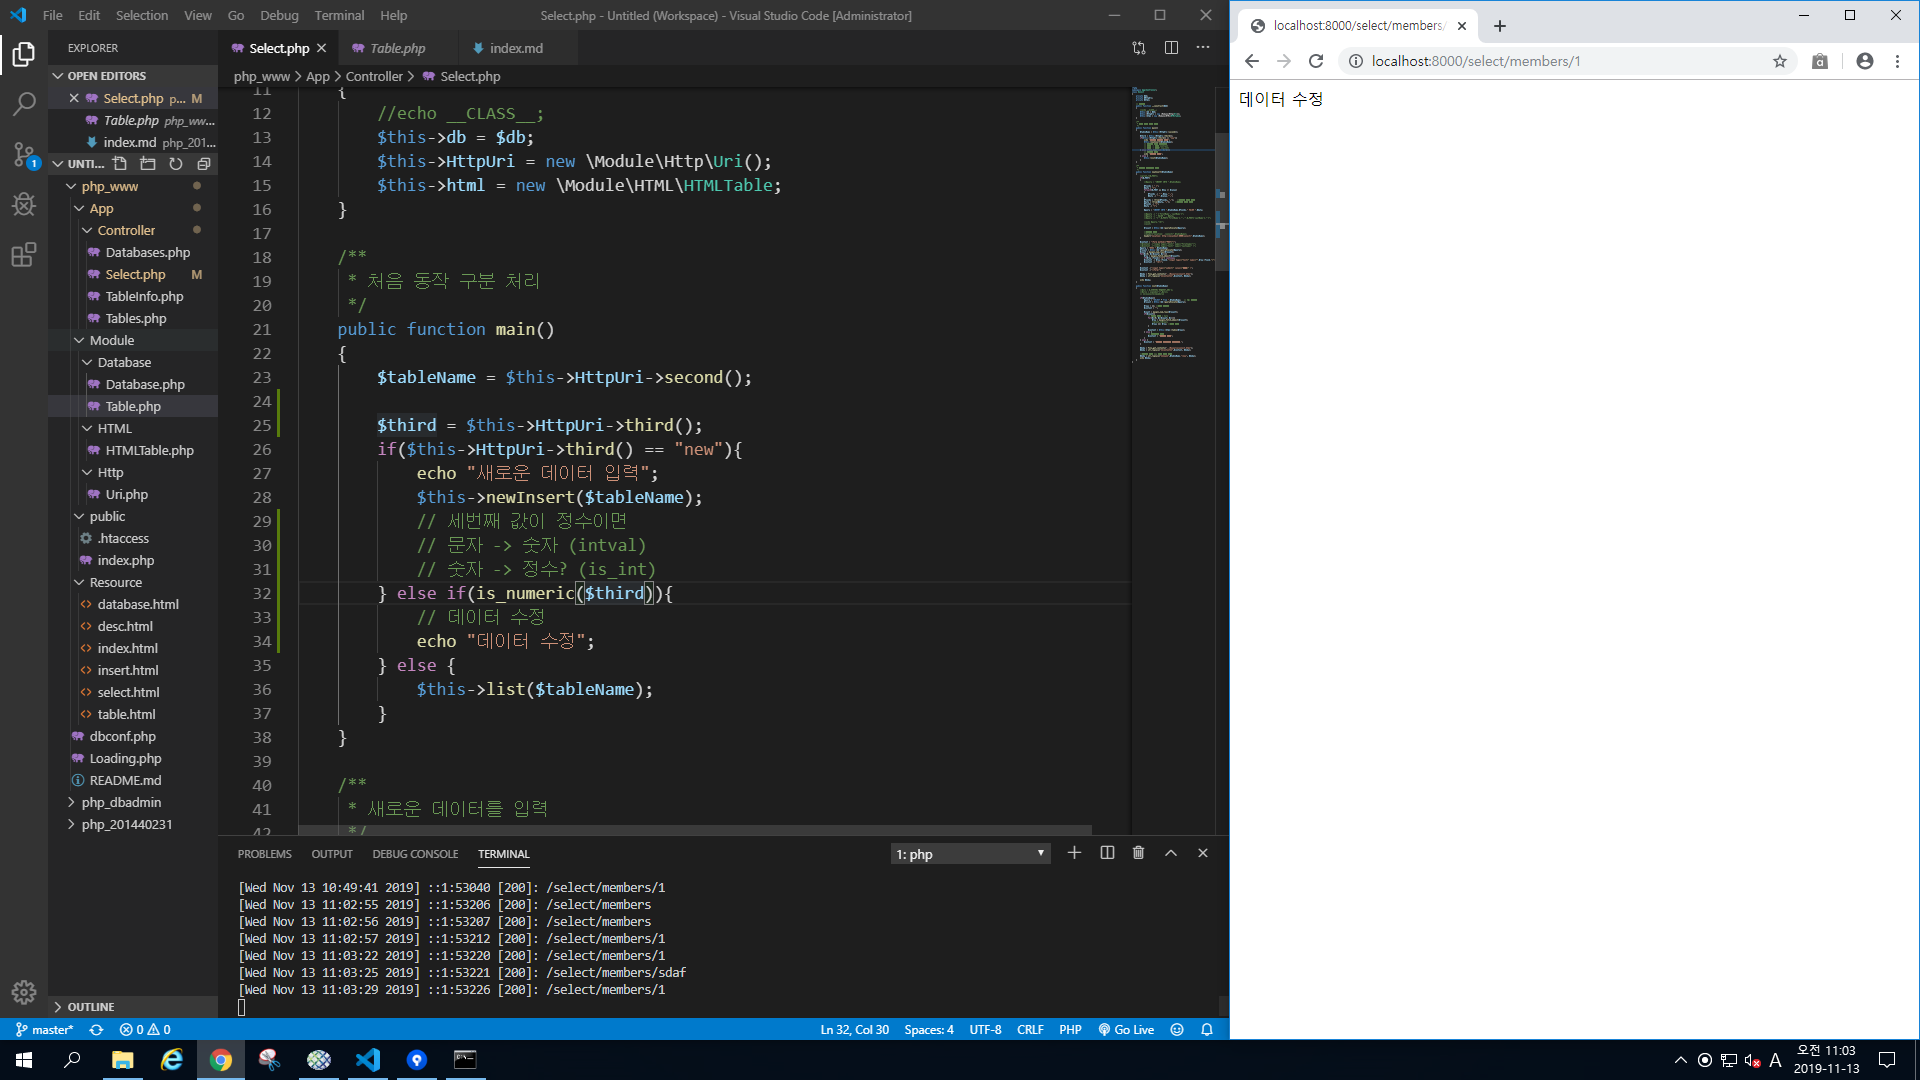 File Edit Selection View Go Debug Terminal Help
Select.php - Untitled (Workspace) - Visual Studio Code [Administrator]
EXPLORER
OPEN EDITORS
Select.php p... M
Table.php php_ww...
index.md php_201...
1
UNTI...
php_www
App
Controller
Databases.php
Select.php M
TableInfo.php
Tables.php
Module
Database
Database.php
Table.php
HTML
HTMLTable.php
Http
Uri.php
public
.htaccess
index.php
Resource
database.html
desc.html
index.html
insert.html
select.html
table.html
dbconf.php
Loading.php
README.md
php_dbadmin
php_201440231
OUTLINE
Select.php Table.php index.md
php_www App Controller Select.php
11 {
12 //echo __CLASS__;
13 $this->db = $db;
14 $this->HttpUri = new \Module\Http\Uri();
15 $this->html = new \Module\HTML\HTMLTable;
16 }
17
18 /**
19 * 처음 동작 구분 처리
20 */
21 public function main()
22 {
23 $tableName = $this->HttpUri->second();
24
25 $third = $this->HttpUri->third();
26 if($this->HttpUri->third() == "new"){
27 echo "새로운 데이터 입력";
28 $this->newInsert($tableName);
29 // 세번째 값이 정수이면
30 // 문자 -> 숫자 (intval)
31 // 숫자 -> 정수? (is_int)
32 } else if(is_numeric($third)){
33 // 데이터 수정
34 echo "데이터 수정";
35 } else {
36 $this->list($tableName);
37 }
38 }
39
40 /**
41 * 새로운 데이터를 입력
42 */
PROBLEMS OUTPUT DEBUG CONSOLE TERMINAL
1: php
[Wed Nov 13 10:49:41 2019] ::1:53040 [200]: /select/members/1
[Wed Nov 13 11:02:55 2019] ::1:53206 [200]: /select/members
[Wed Nov 13 11:02:56 2019] ::1:53207 [200]: /select/members
[Wed Nov 13 11:02:57 2019] ::1:53212 [200]: /select/members/1
[Wed Nov 13 11:03:22 2019] ::1:53220 [200]: /select/members/1
[Wed Nov 13 11:03:25 2019] ::1:53221 [200]: /select/members/sdaf
[Wed Nov 13 11:03:29 2019] ::1:53226 [200]: /select/members/1
master* 0 0
Ln 32, Col 30 Spaces: 4 UTF-8 CRLF PHP Go Live
localhost:8000/select/members/
localhost:8000/select/members/1
데이터 수정
A
오전 11:03
2019-11-13